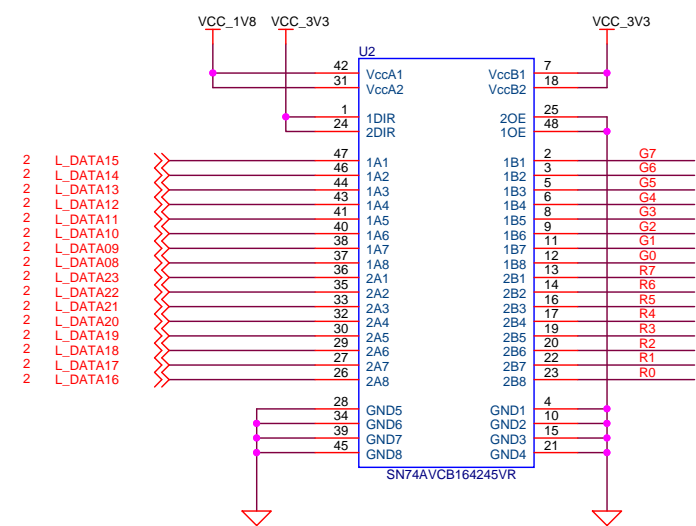 VCC_1V8 VCC_3V3 VCC_3V3
U2
42 VccA1 VccB1 7
31 VccA2 VccB2 18
1 1DIR 2OE 25
24 2DIR 1OE 48
2 L_DATA15 47 1A1 1B1 2 G7
2 L_DATA14 46 1A2 1B2 3 G6
2 L_DATA13 44 1A3 1B3 5 G5
2 L_DATA12 43 1A4 1B4 6 G4
2 L_DATA11 41 1A5 1B5 8 G3
2 L_DATA10 40 1A6 1B6 9 G2
2 L_DATA09 38 1A7 1B7 11 G1
2 L_DATA08 37 1A8 1B8 12 G0
2 L_DATA23 36 2A1 2B1 13 R7
2 L_DATA22 35 2A2 2B2 14 R6
2 L_DATA21 33 2A3 2B3 16 R5
2 L_DATA20 32 2A4 2B4 17 R4
2 L_DATA19 30 2A5 2B5 19 R3
2 L_DATA18 29 2A6 2B6 20 R2
2 L_DATA17 27 2A7 2B7 22 R1
2 L_DATA16 26 2A8 2B8 23 R0
28 GND5 GND1 4
34 GND6 GND2 10
39 GND7 GND3 15
45 GND8 GND4 21
SN74AVCB164245VR